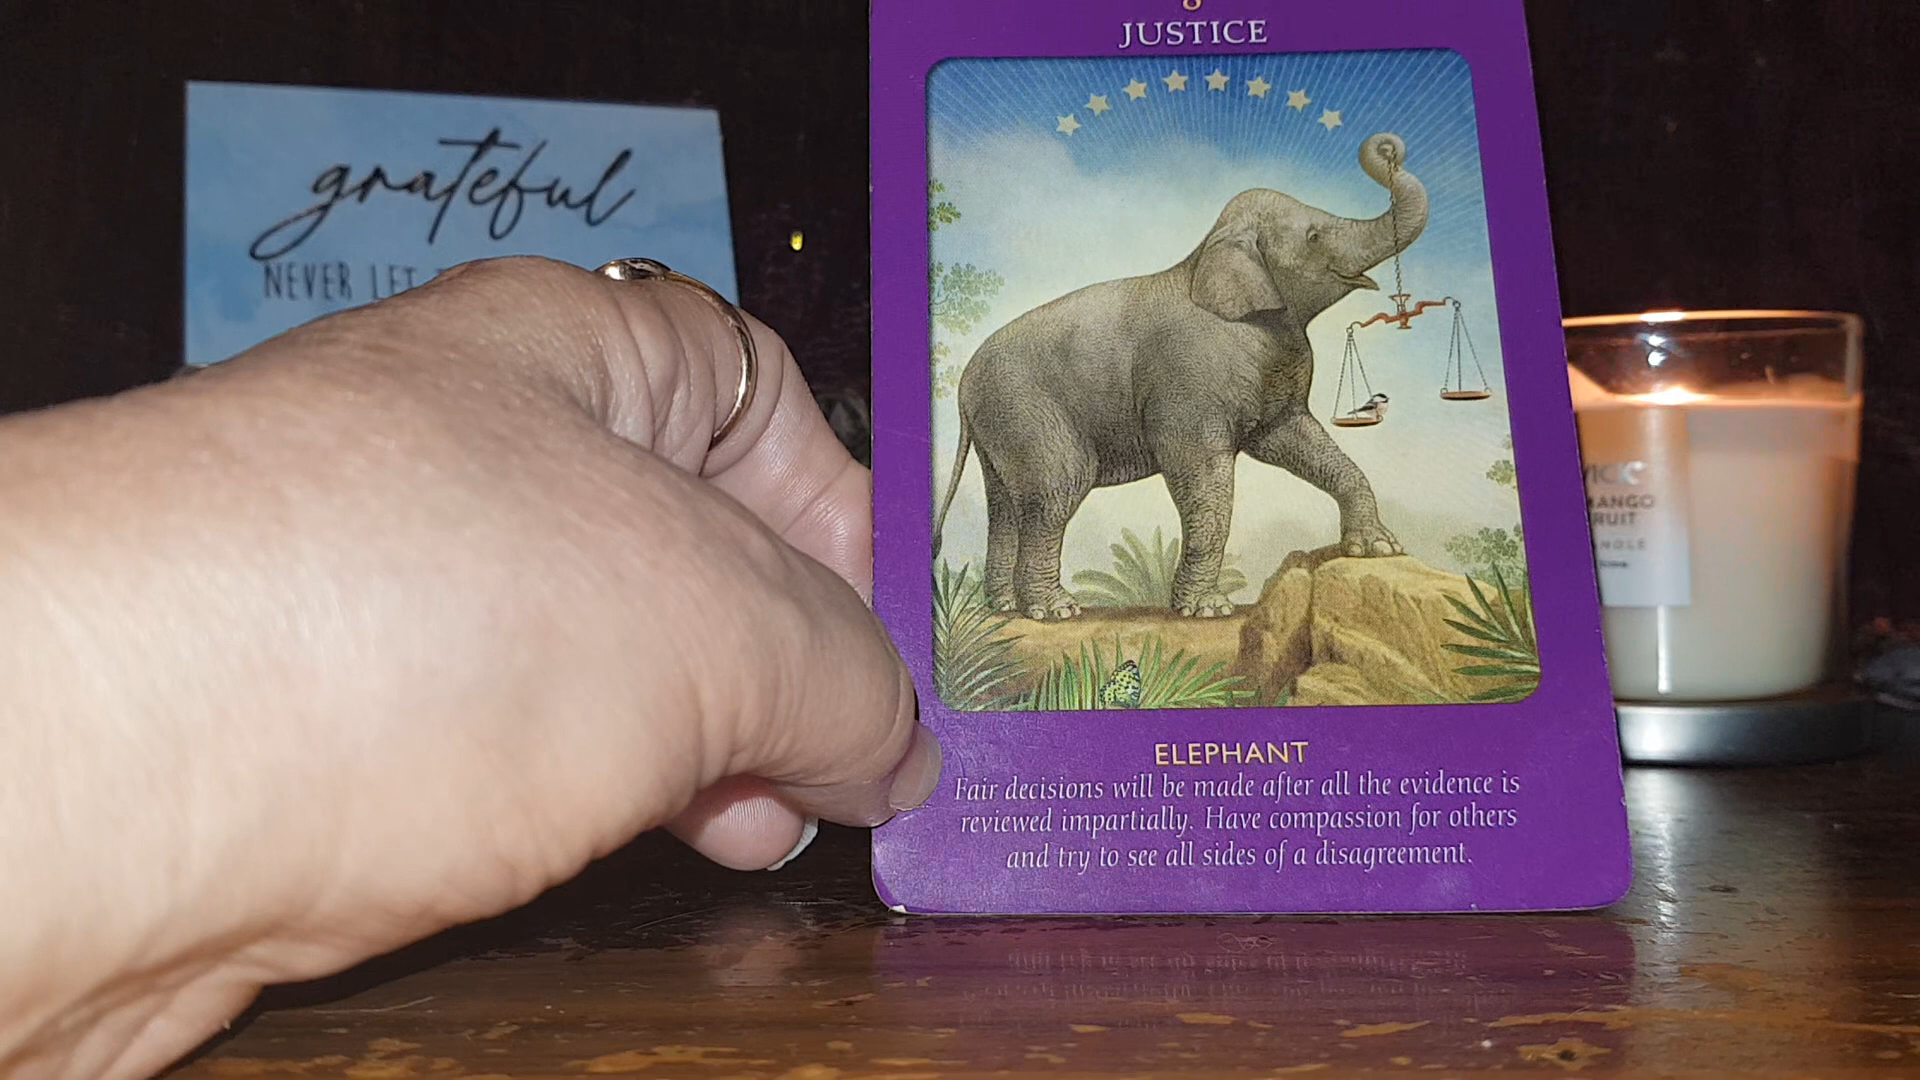 grateful
NEVER LET
8
JUSTICE
ELEPHANT
Fair decisions will be made after all the evidence is
reviewed impartially. Have compassion for others
and try to see all sides of a disagreement.